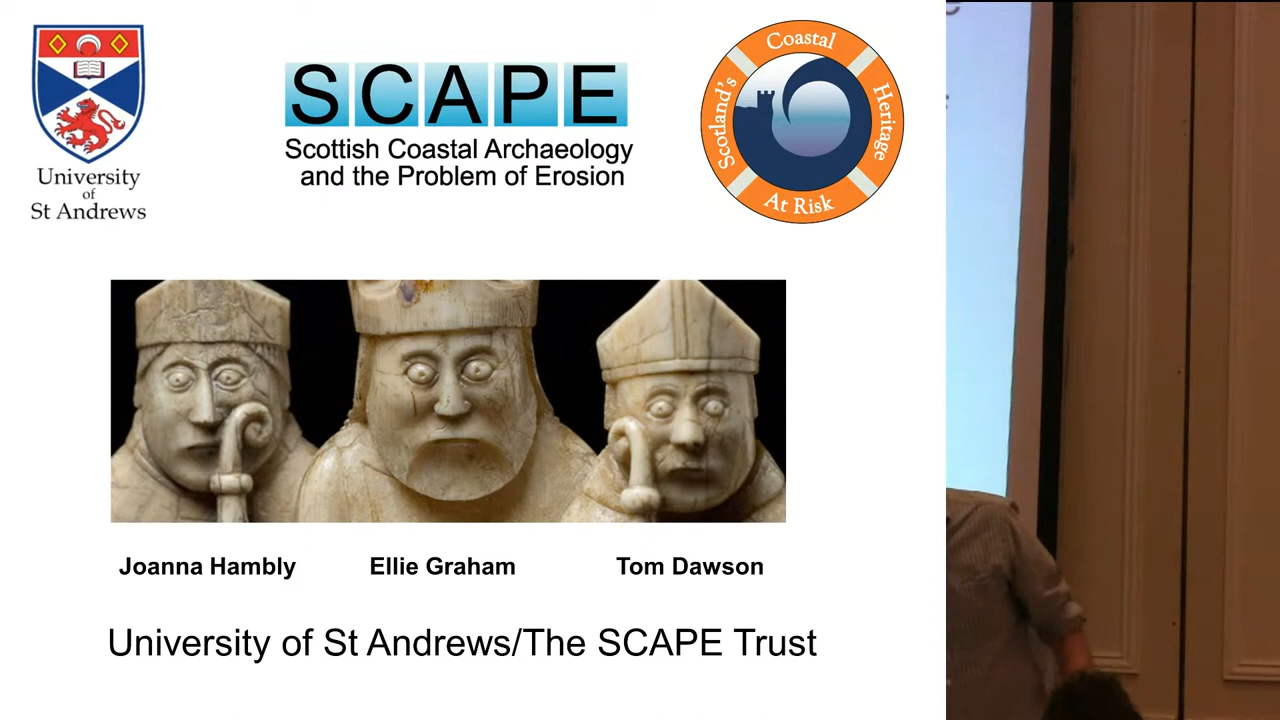 University
of
St Andrews
SCAPE
Scottish Coastal Archaeology
and the Problem of Erosion
Scotland's
Coastal
Heritage
At Risk
Joanna Hambly
Ellie Graham
Tom Dawson
University of St Andrews/The SCAPE Trust